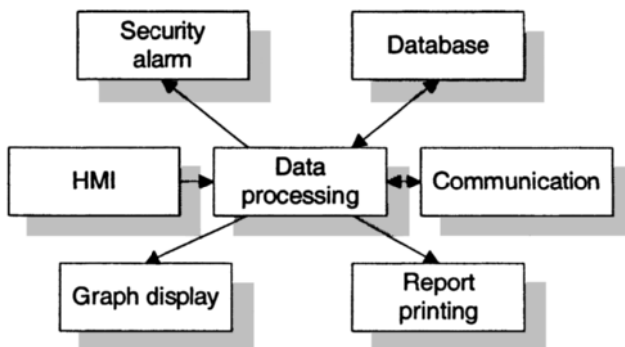 Security
alarm
Database
HMI
Data
processing
Communication
Graph display
Report
printing